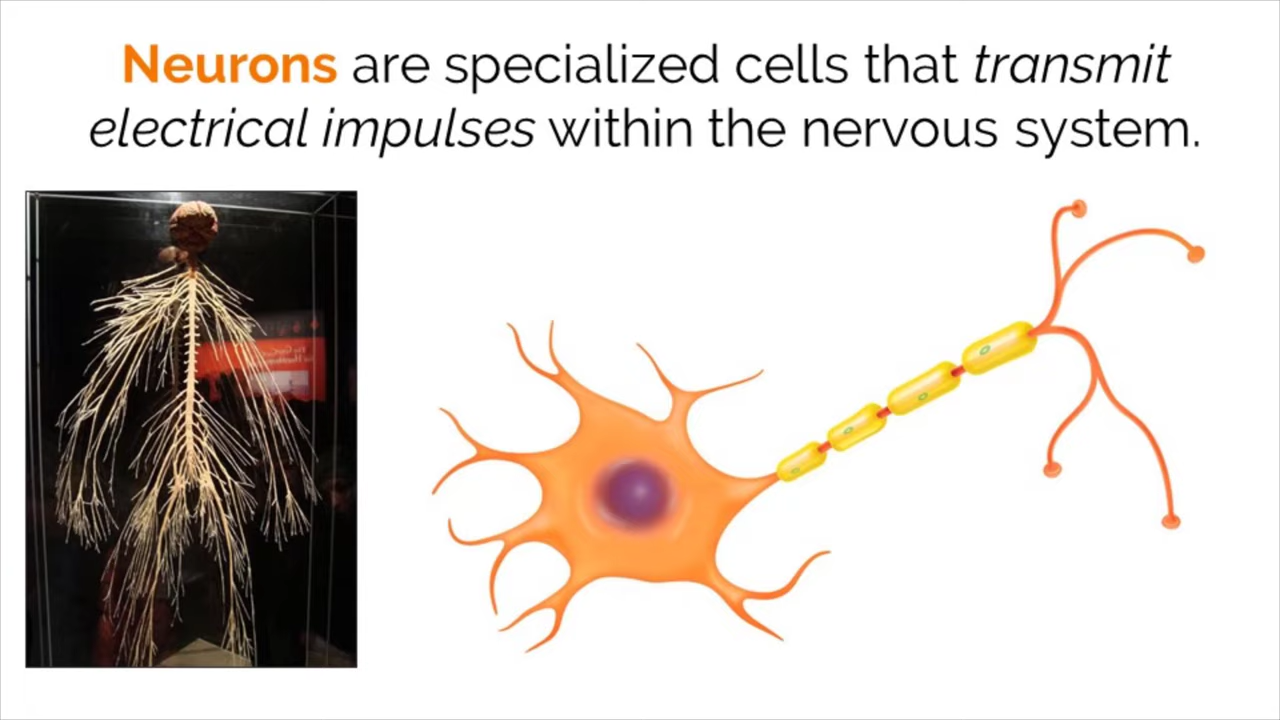 Neurons are specialized cells that transmit
electrical impulses within the nervous system.